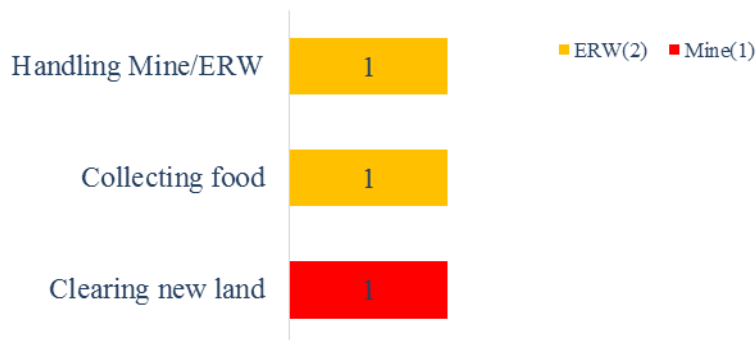 Handling Mine/ERW
1
ERW(2) Mine(1)
Collecting food
1
Clearing new land
1